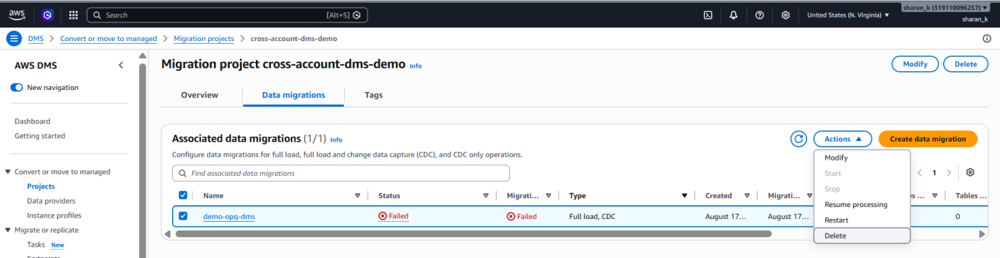 aws Search [Alt+S] United States (N. Virginia) ▼ sharan_k (319110096257) ▼
sharan_k
DMS > Convert or move to managed > Migration projects > cross-account-dms-demo
AWS DMS
New navigation
Dashboard
Getting started
▼ Convert or move to managed
Projects
Data providers
Instance profiles
▼ Migrate or replicate
Tasks New
Endpoints
Migration project cross-account-dms-demo Info
Modify Delete
Overview Data migrations Tags
Associated data migrations (1/1) Info
Actions ▲ Create data migration
Configure data migrations for full load, full load and change data capture (CDC), and CDC only operations.
Find associated data migrations
< 1 >
Modify
Start
Stop
Resume processing
Restart
Delete
Name Status Migrati... Type Created Migrati... ... Tables ...
demo-opq-dms Failed Failed Full load, CDC August 17... August 17... 0